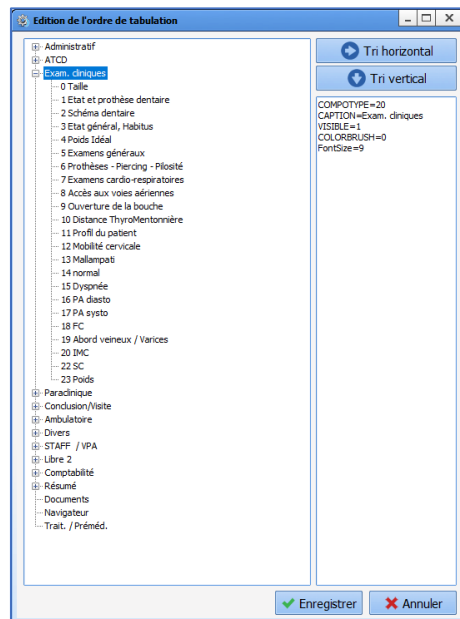 Edition de l'ordre de tabulation
Administratif
ATCD
Exam. cliniques
0 Taille
1 Etat et prothèse dentaire
2 Schéma dentaire
3 Etat général, Habitus
4 Poids Idéal
5 Examens généraux
6 Prothèses - Piercing - Pilosité
7 Examens cardio-respiratoires
8 Accès aux voies aériennes
9 Ouverture de la bouche
10 Distance ThyroMentonnière
11 Profil du patient
12 Mobilité cervicale
13 Mallampati
14 normal
15 Dyspnée
16 PA diasto
17 PA systo
18 FC
19 Abord veineux / Varices
20 IMC
22 SC
23 Poids
Paraclinique
Conclusion/Visite
Ambulatoire
Divers
STAFF / VPA
Libre 2
Comptabilité
Résumé
Documents
Navigateur
Trait. / Préméd.
Tri horizontal
Tri vertical
COMPOTYPE=20
CAPTION=Exam. cliniques
VISIBLE=1
COLORBRUSH=0
FontSize=9
Enregistrer
Annuler